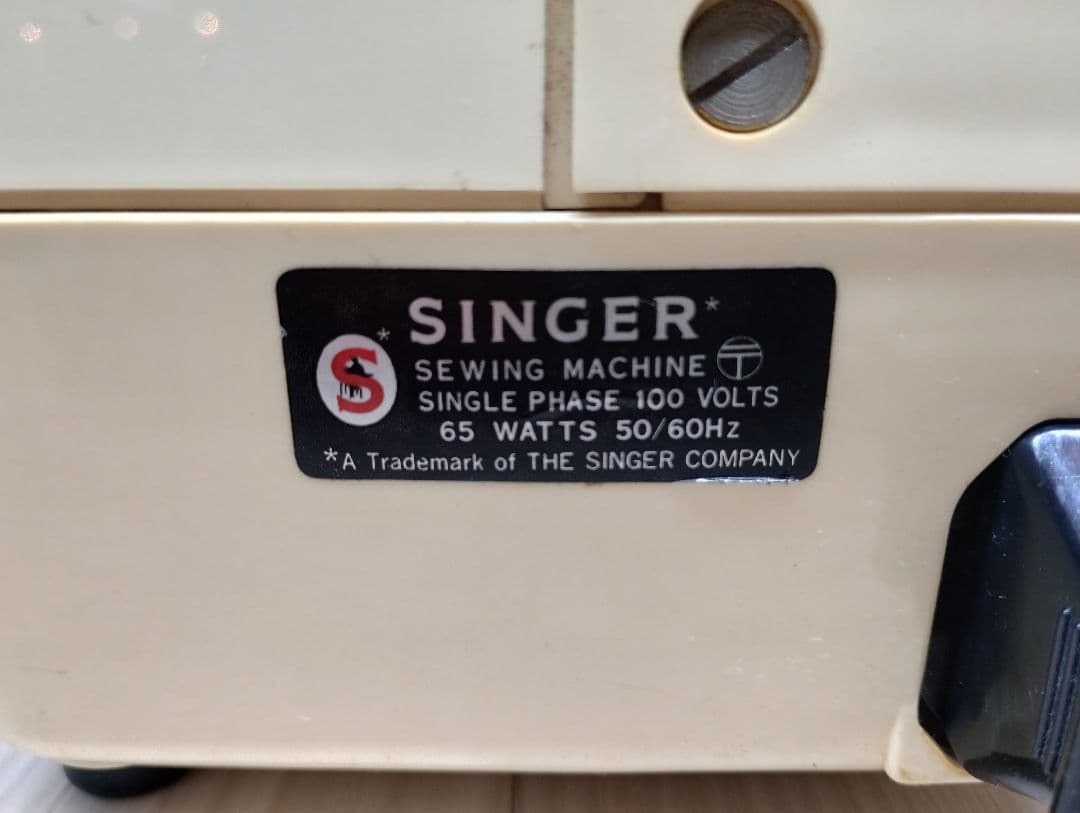 SINGER*
S*
SEWING MACHINE T
SINGLE PHASE 100 VOLTS
65 WATTS 50/60Hz
*A Trademark of THE SINGER COMPANY